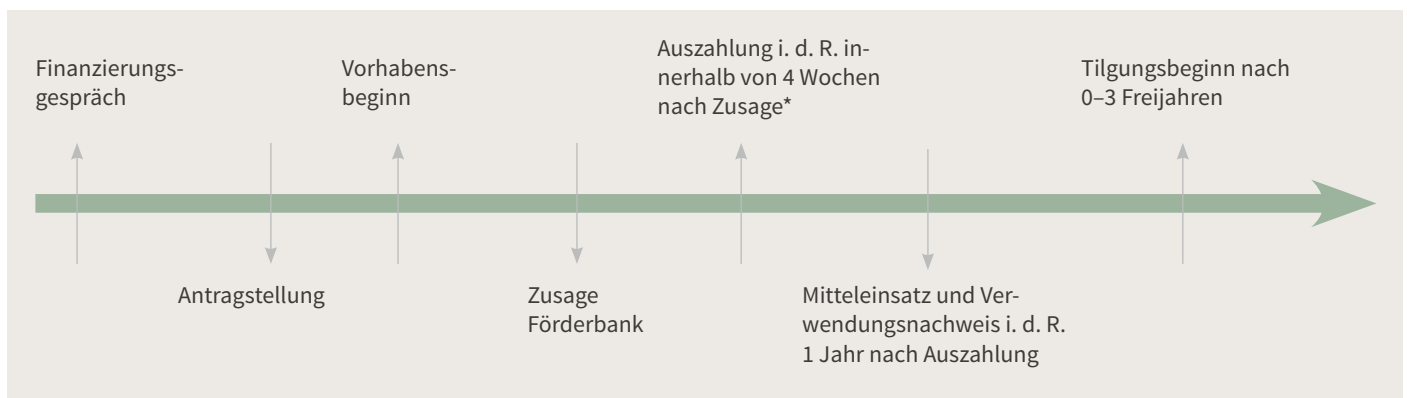 Finanzierungs-
gespräch
Antragstellung
Vorhabens-
beginn
Zusage
Förderbank
Auszahlung i. d. R. in-
nerhalb von 4 Wochen
nach Zusage*
Mitteleinsatz und Ver-
wendungsnachweis i. d. R.
1 Jahr nach Auszahlung
Tilgungsbeginn nach
0–3 Freijahren